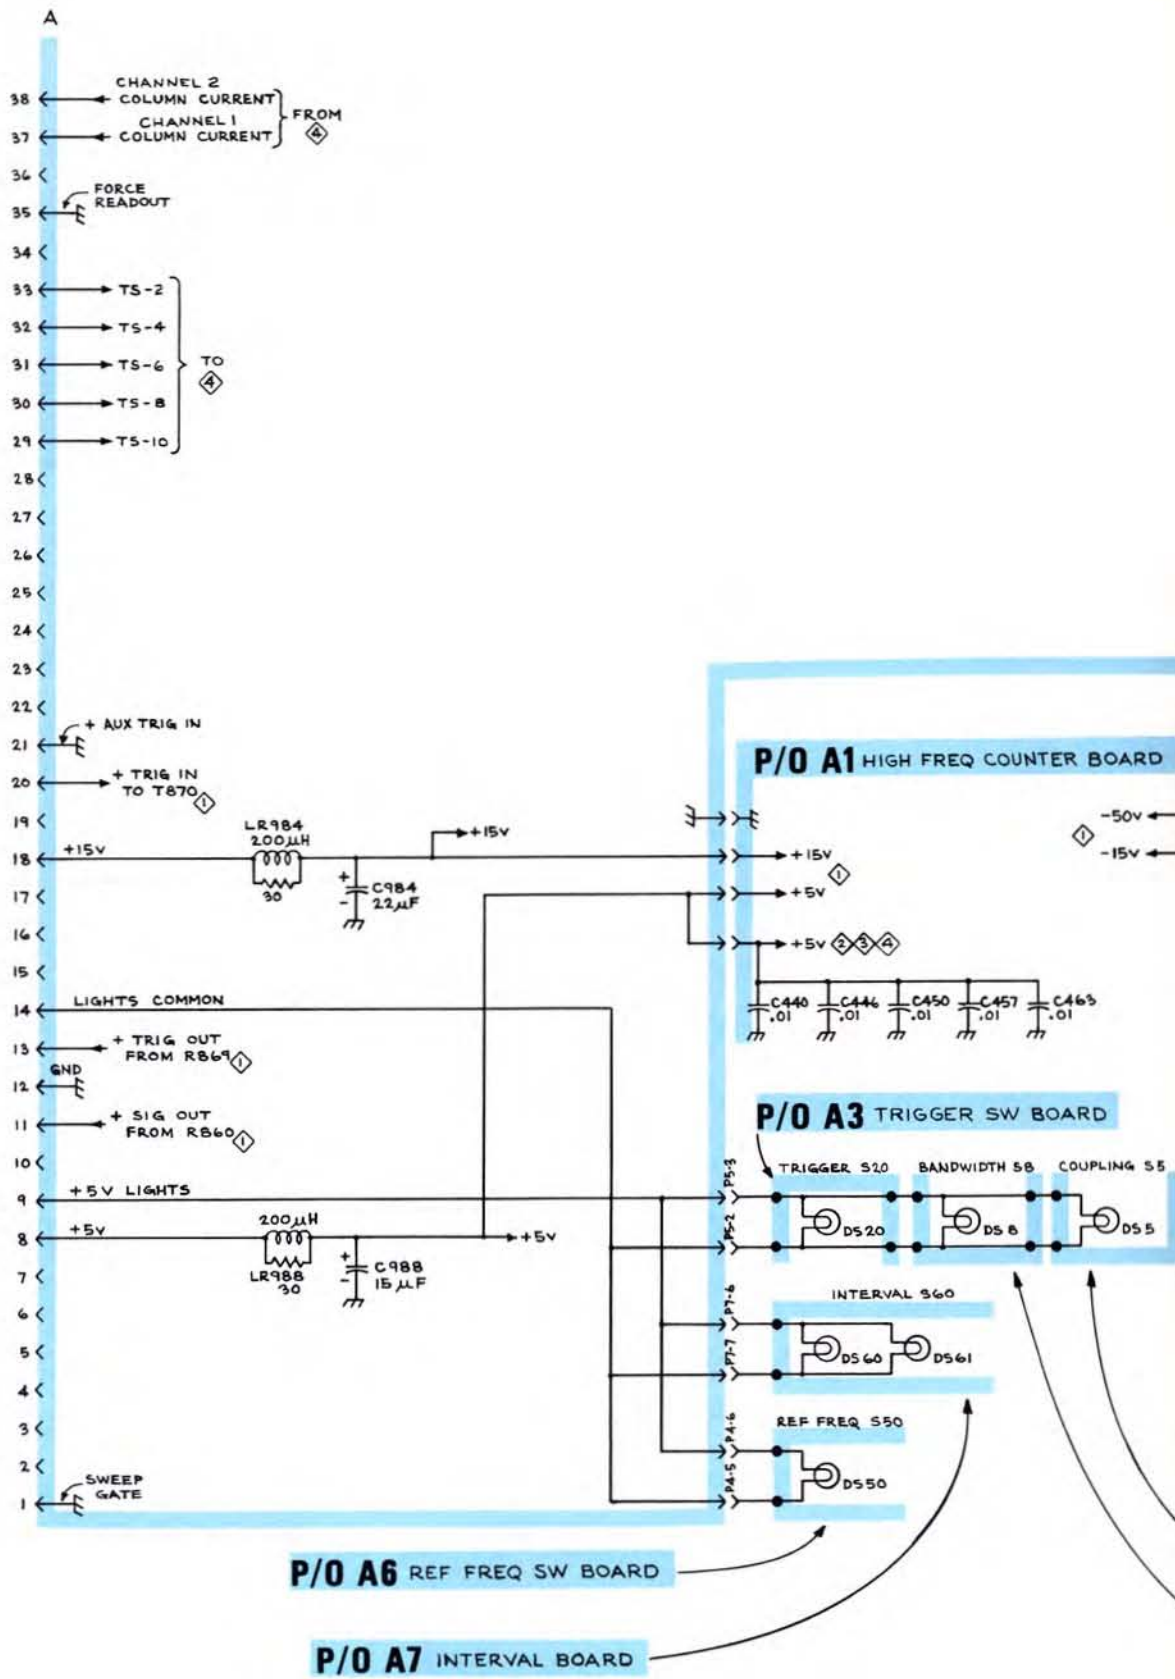 A
38
CHANNEL 2
COLUMN CURRENT
37
CHANNEL 1
COLUMN CURRENT
FROM
4
36
35
FORCE
READOUT
34
33
TS-2
32
TS-4
31
TS-6
TO
4
30
TS-8
29
TS-10
28
27
26
25
24
23
22
21
+ AUX TRIG IN
20
+ TRIG IN
TO T870
1
19
18
+15V
LR984
200μH
30
+15V
C984
22μF
+
-
17
16
15
14
LIGHTS COMMON
13
+ TRIG OUT
FROM R869
1
12
GND
11
+ SIG OUT
FROM R860
1
10
9
+5V LIGHTS
8
+5V
200μH
LR988
30
+5V
C988
15μF
+
-
7
6
5
4
3
2
1
SWEEP
GATE
P/O A1 HIGH FREQ COUNTER BOARD
-50V
1
-15V
+15V
1
+5V
+5V
2
3
4
C440
.01
C446
.01
C450
.01
C457
.01
C463
.01
P/O A3 TRIGGER SW BOARD
P5-3
TRIGGER S20
BANDWIDTH S8
COUPLING S5
P5-2
DS20
DS8
DS5
INTERVAL S60
P7-6
P7-7
DS60
DS61
REF FREQ S50
P4-6
P4-5
DS50
P/O A6 REF FREQ SW BOARD
P/O A7 INTERVAL BOARD